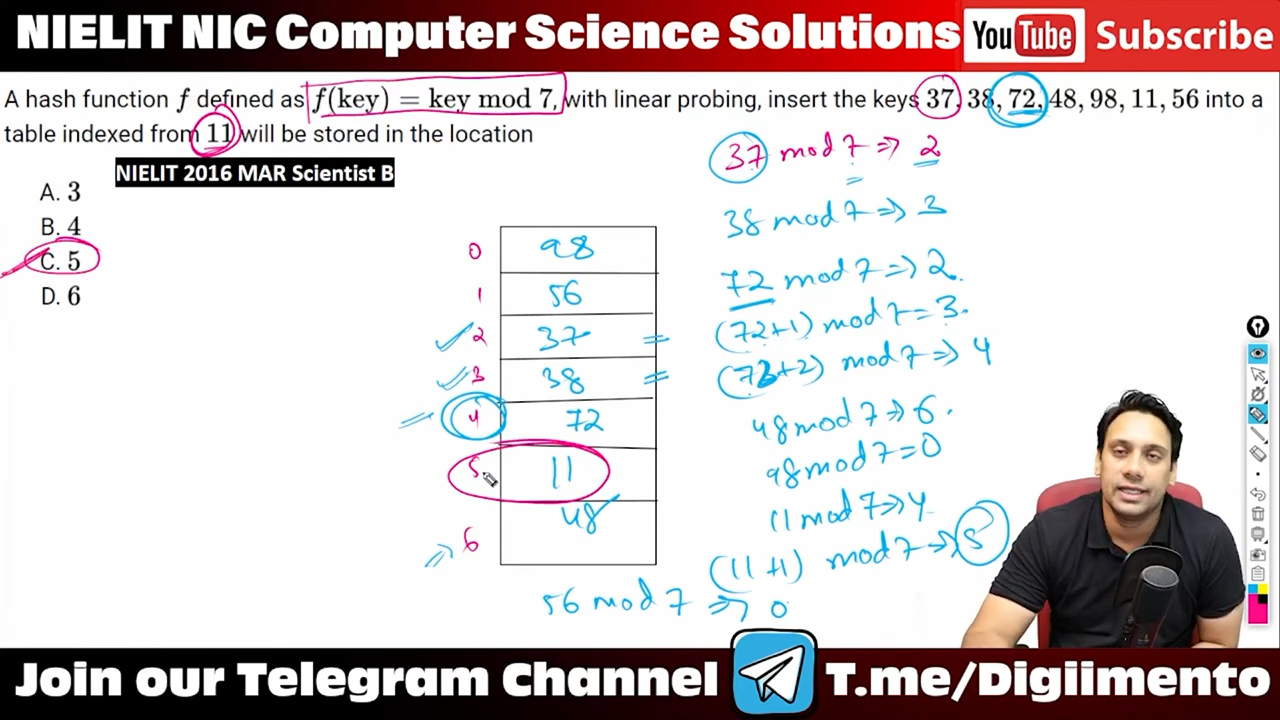 NIELIT NIC Computer Science Solutions YouTube Subscribe
A hash function f defined as f(key) = key mod 7, with linear probing, insert the keys 37, 38, 72, 48, 98, 11, 56 into a
table indexed from 11 will be stored in the location
NIELIT 2016 MAR Scientist B
A. 3
B. 4
C. 5
D. 6
0 98
1 56
2 37 =
3 38 =
= 4 72
5 11
48
⇒ 6
37 mod 7 ⇒ 2
38 mod 7 ⇒ 3
72 mod 7 ⇒ 2.
(72+1) mod 7 = 3.
(72+2) mod 7 ⇒ 4
48 mod 7 ⇒ 6.
98 mod 7 = 0
11 mod 7 ⇒ 4
(11+1) mod 7 ⇒ 5
56 mod 7 ⇒ 0
Join our Telegram Channel T.me/Digiimento